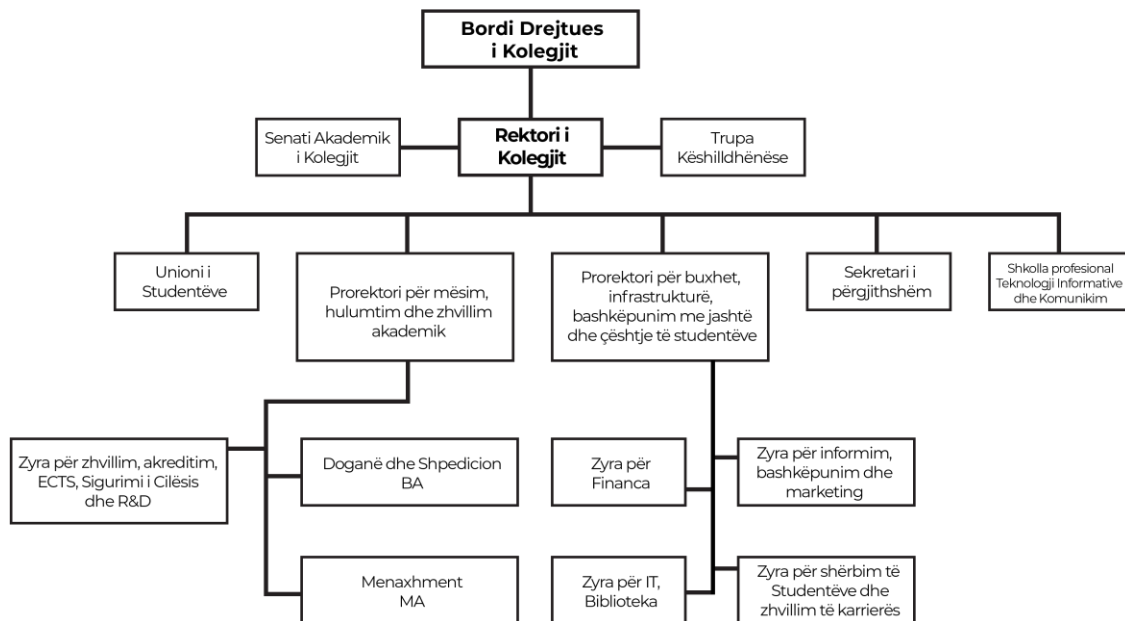 Bordi Drejtues
i Kolegjit
Senati Akademik
i Kolegjit
Rektori i
Kolegjit
Trupa
Këshilldhënëse
Unioni i
Studentëve
Prorektori për mësim,
hulumtim dhe zhvillim
akademik
Prorektori për buxhet,
infrastrukturë,
bashkëpunim me jashtë
dhe çështje të studentëve
Sekretari i
përgjithshëm
Shkolla profesional
Teknologji Informative
dhe Komunikim
Zyra për zhvillim, akreditim,
ECTS, Sigurimi i Cilësis
dhe R&D
Doganë dhe Shpedicion
BA
Zyra për
Financa
Zyra për informim,
bashkëpunim dhe
marketing
Menaxhment
MA
Zyra për IT,
Biblioteka
Zyra për shërbim të
Studentëve dhe
zhvillim të karrierës